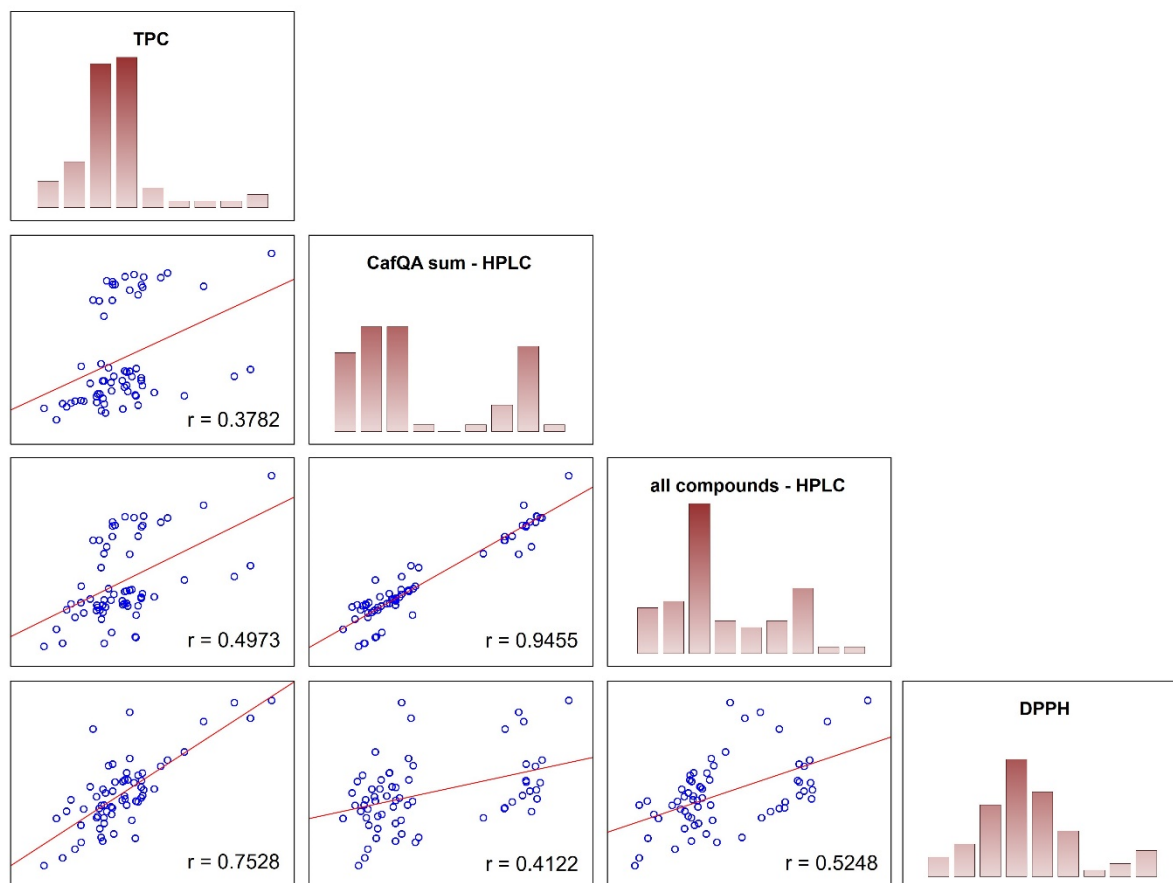 TPC
CafQA sum - HPLC
r = 0.3782
all compounds - HPLC
r = 0.4973
r = 0.9455
DPPH
r = 0.7528
r = 0.4122
r = 0.5248